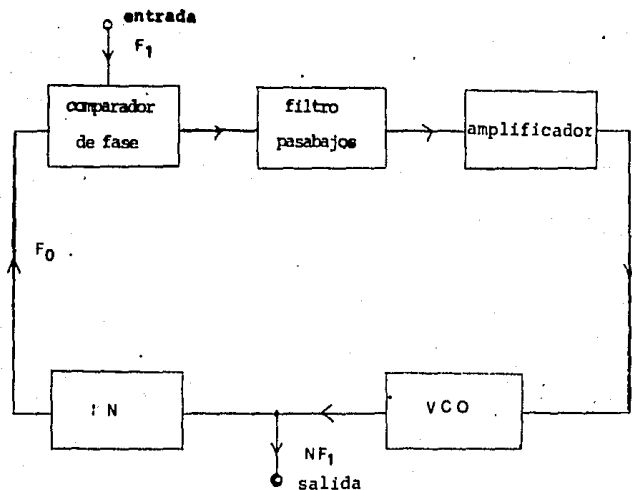 entrada
F1
comparador
de fase
filtro
pasabajos
amplificador
F0
÷ N
VCO
NF1
salida